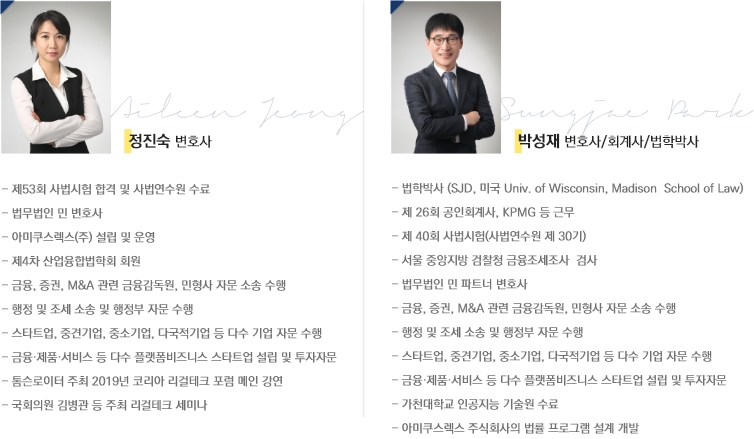 Aileen Jeong
정진숙 변호사
- 제53회 사법시험 합격 및 사법연수원 수료
- 법무법인 민 변호사
- 아미쿠스렉스(주) 설립 및 운영
- 제4차 산업융합법학회 회원
- 금융, 증권, M&A 관련 금융감독원, 민형사 자문 소송 수행
- 행정 및 조세 소송 및 행정부 자문 수행
- 스타트업, 중견기업, 중소기업, 다국적기업 등 다수 기업 자문 수행
- 금융·제품·서비스 등 다수 플랫폼비즈니스 스타트업 설립 및 투자자문
- 톰슨로이터 주최 2019년 코리아 리걸테크 포럼 메인 강연
- 국회의원 김병관 등 주최 리걸테크 세미나
Sungjae Park
박성재 변호사/회계사/법학박사
- 법학박사 (SJD, 미국 Univ. of Wisconsin, Madison School of Law)
- 제 26회 공인회계사, KPMG 등 근무
- 제 40회 사법시험(사법연수원 제 30기)
- 서울 중앙지방 검찰청 금융조세조사 검사
- 법무법인 민 파트너 변호사
- 금융, 증권, M&A 관련 금융감독원, 민형사 자문 소송 수행
- 행정 및 조세 소송 및 행정부 자문 수행
- 스타트업, 중견기업, 중소기업, 다국적기업 등 다수 기업 자문 수행
- 금융·제품·서비스 등 다수 플랫폼비즈니스 스타트업 설립 및 투자자문
- 가천대학교 인공지능 기술원 수료
- 아미쿠스렉스 주식회사의 법률 프로그램 설계 개발